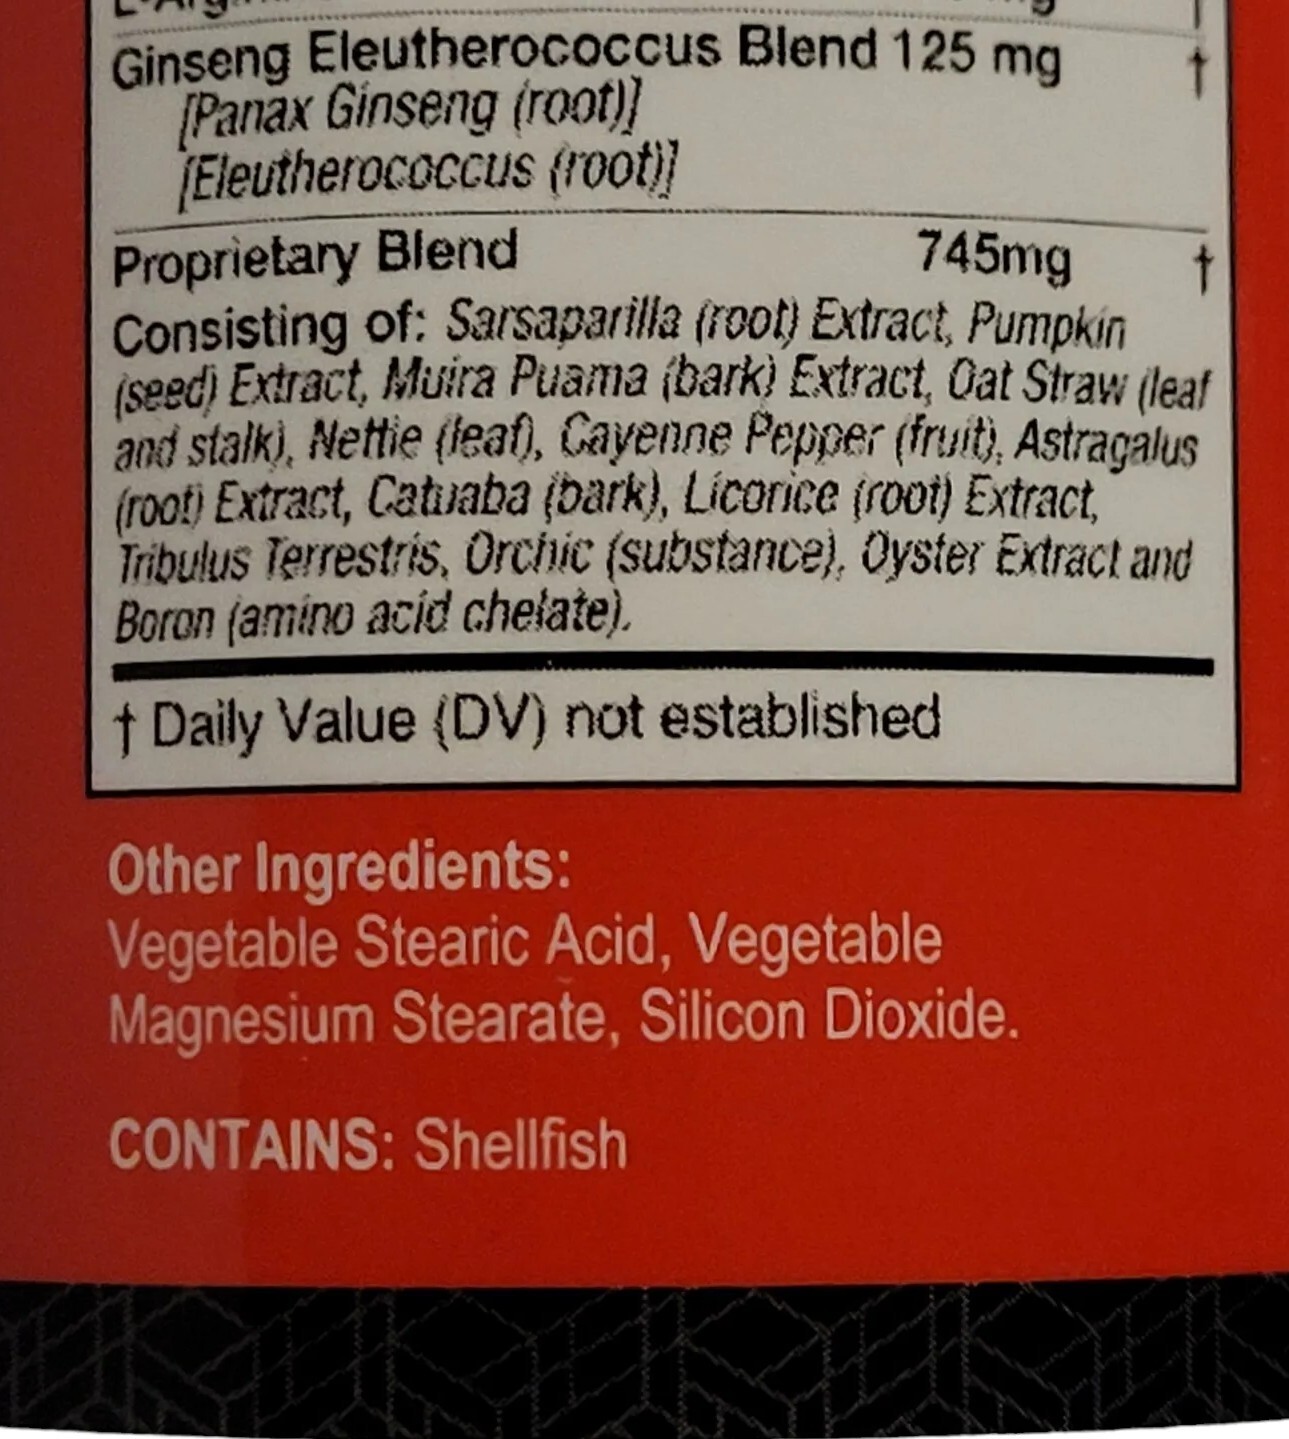 Ginseng Eleutherococcus Blend 125 mg †
[Panax Ginseng (root)]
[Eleutherococcus (root)]
Proprietary Blend 745mg †
Consisting of: Sarsaparilla (root) Extract, Pumpkin
(seed) Extract, Muira Puama (bark) Extract, Oat Straw (leaf
and stalk), Nettie (leaf), Cayenne Pepper (fruit), Astragalus
(root) Extract, Catuaba (bark), Licorice (root) Extract,
Tribulus Terrestris, Orchic (substance), Oyster Extract and
Boron (amino acid chelate).
† Daily Value (DV) not established
Other Ingredients:
Vegetable Stearic Acid, Vegetable
Magnesium Stearate, Silicon Dioxide.
CONTAINS: Shellfish